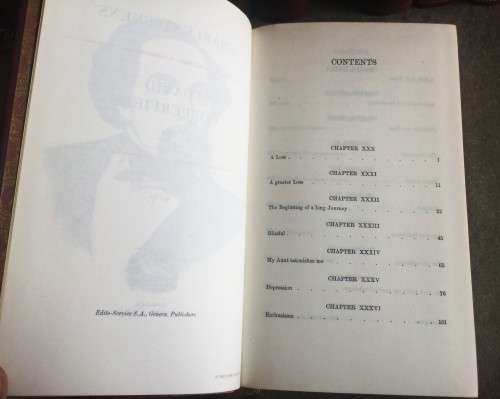 Edito-Service S.A., Geneva, Publishers
CONTENTS
CHAPTER XXX
A Loss . . . . . . . . 1
CHAPTER XXXI
A greater Loss . . . . . . . 11
CHAPTER XXXII
The Beginning of a long Journey . . . . . 22
CHAPTER XXXIII
Blissful . . . . . . . . 45
CHAPTER XXXIV
My Aunt astonishes me . . . . . . 65
CHAPTER XXXV
Depression . . . . . . . . 76
CHAPTER XXXVI
Enthusiasm . . . . . . . . 101